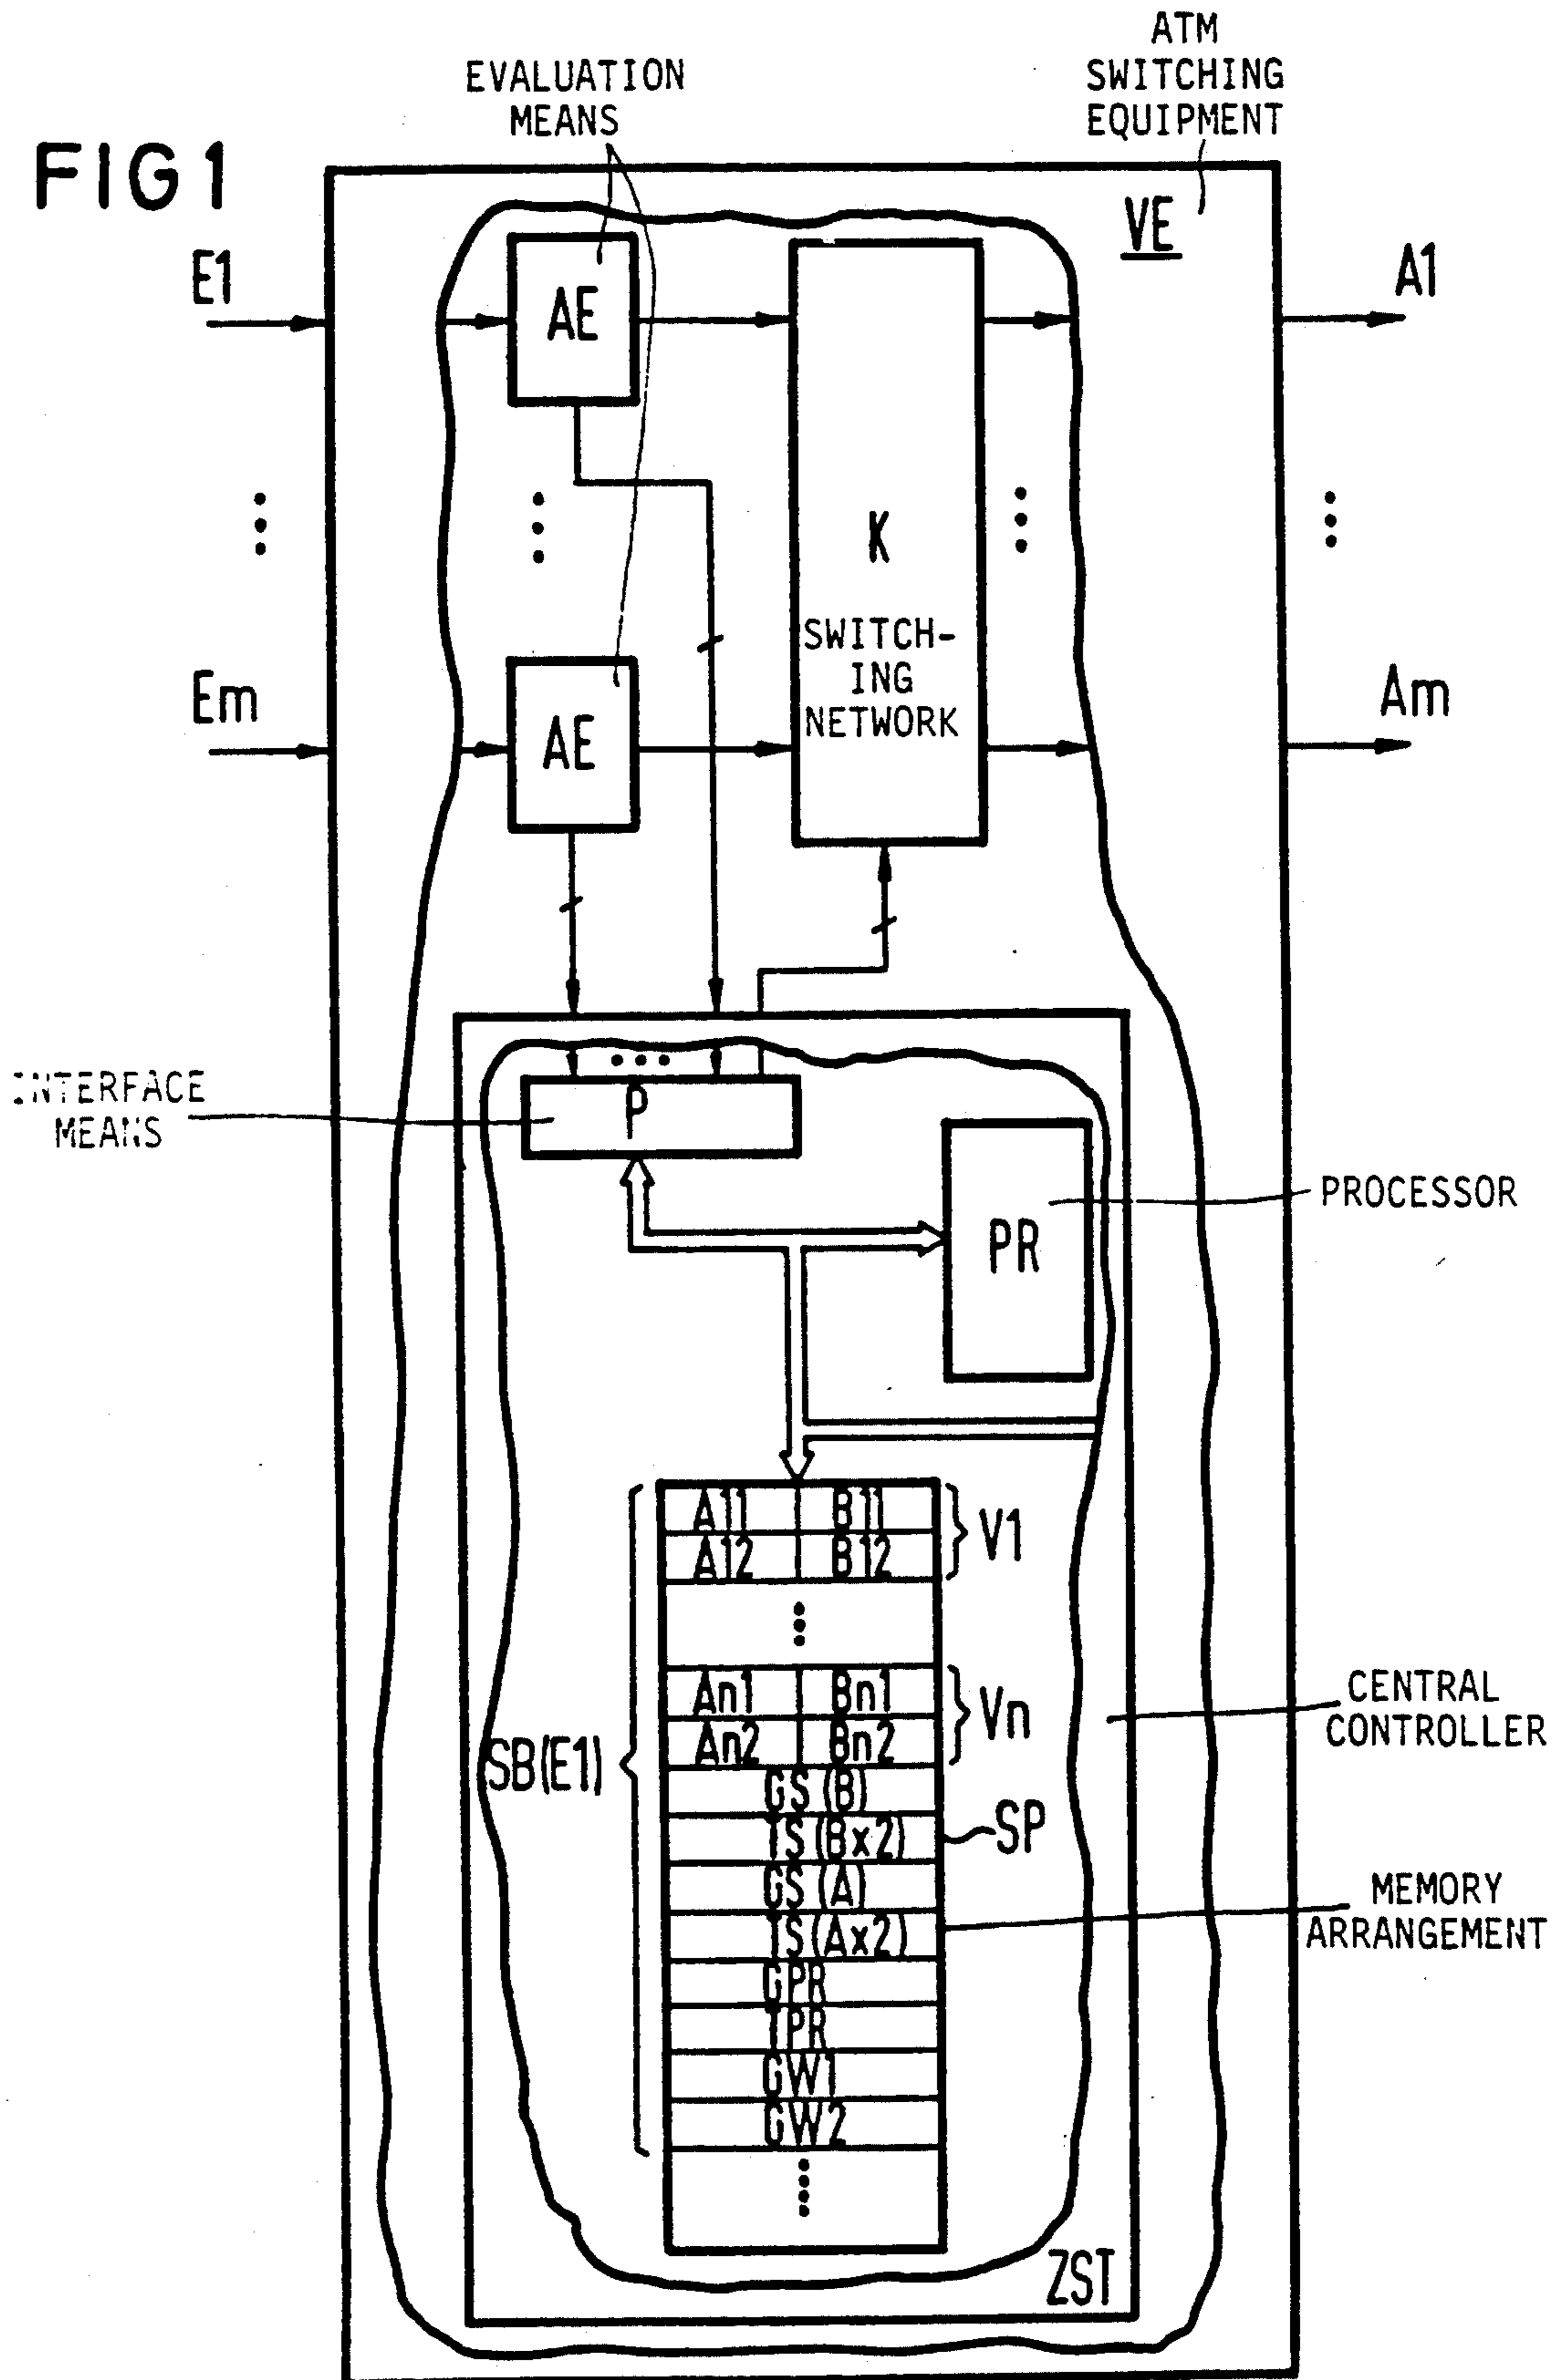 ATM
SWITCHING
EQUIPMENT
EVALUATION
MEANS
FIG1
VE
E1
AE
A1
K
SWITCH-
ING
NETWORK
Em
AE
Am
INTERFACE
MEANS
P
PROCESSOR
PR
A11 B11
A12 B12
V1
An1 Bn1
An2 Bn2
Vn
CENTRAL
CONTROLLER
SB(E1)
GS(B)
TS(Bx2)
SP
GS(A)
TS(Ax2)
MEMORY
ARRANGEMENT
GPR
TPR
GW1
GW2
ZST